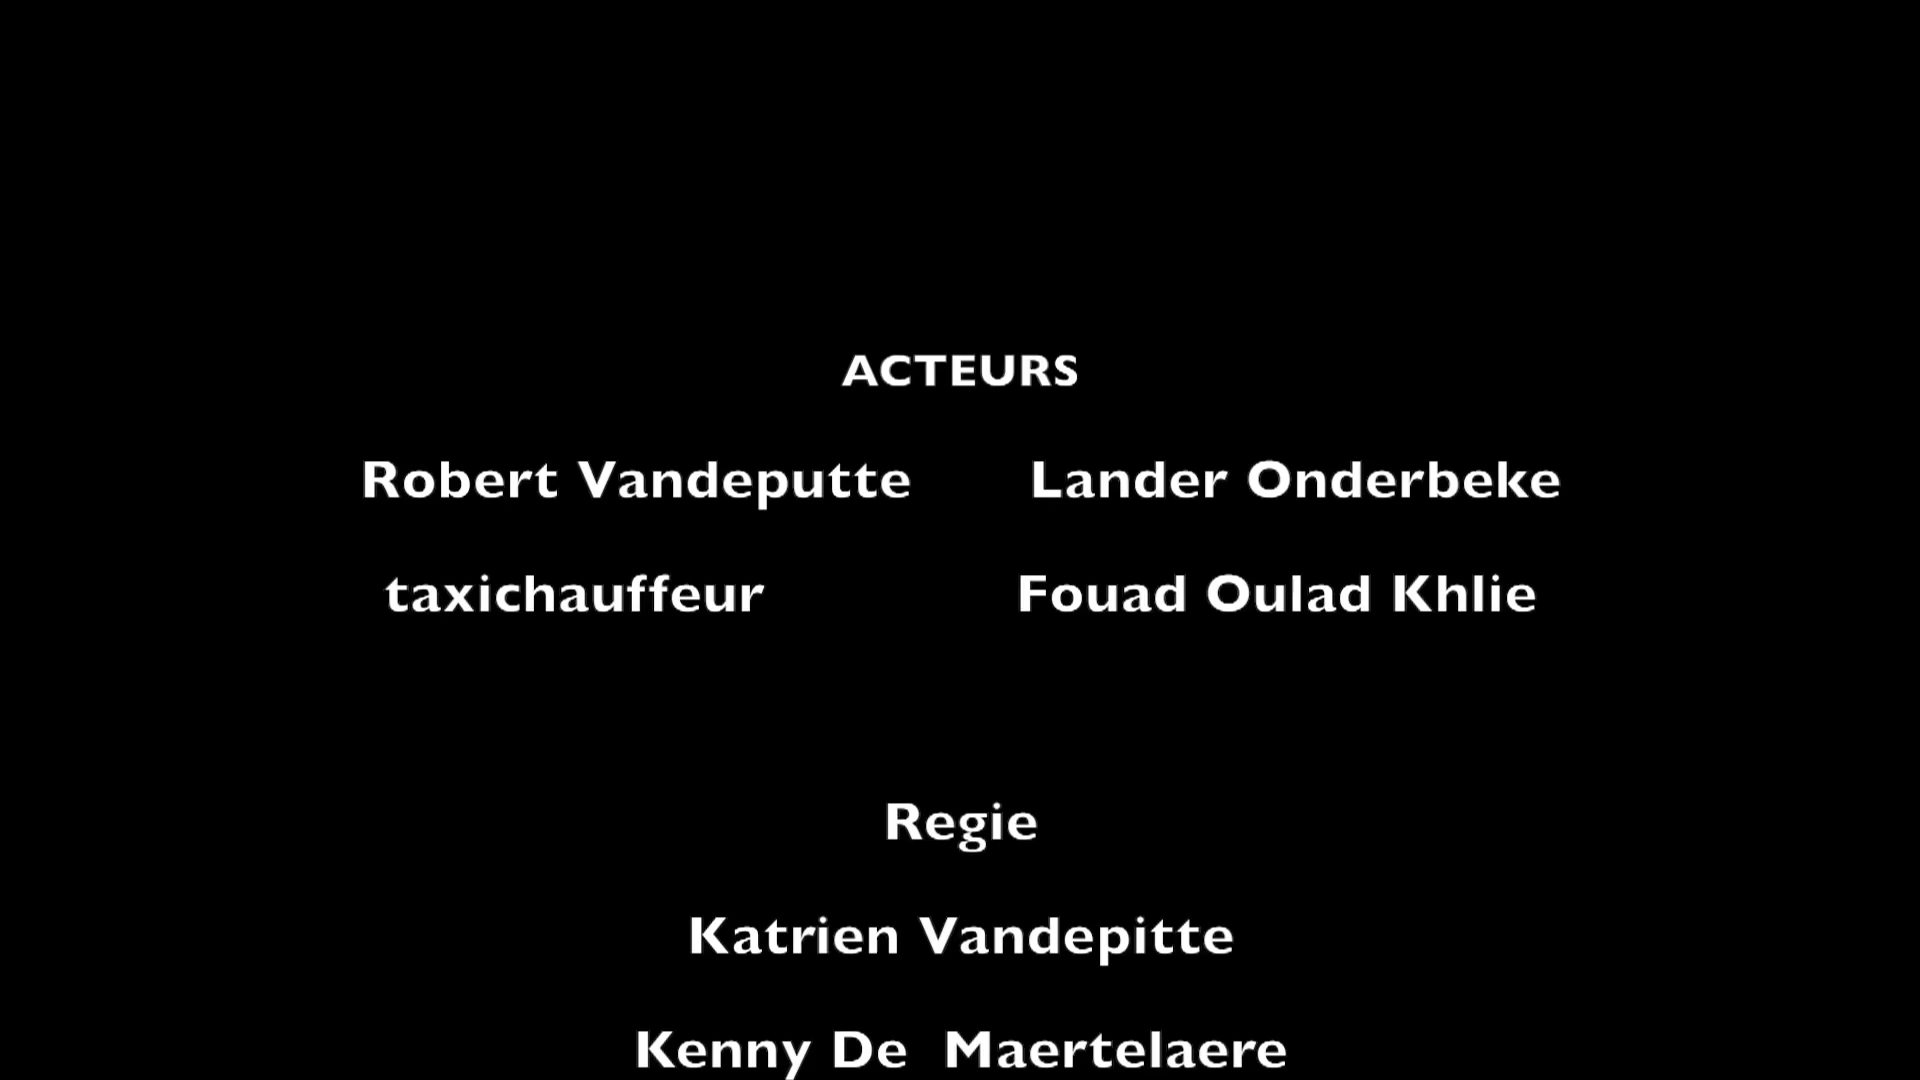 ACTEURS
Robert Vandeputte Lander Onderbeke
taxichauffeur Fouad Oulad Khlie
Regie
Katrien Vandepitte
Kenny De Maertelaere